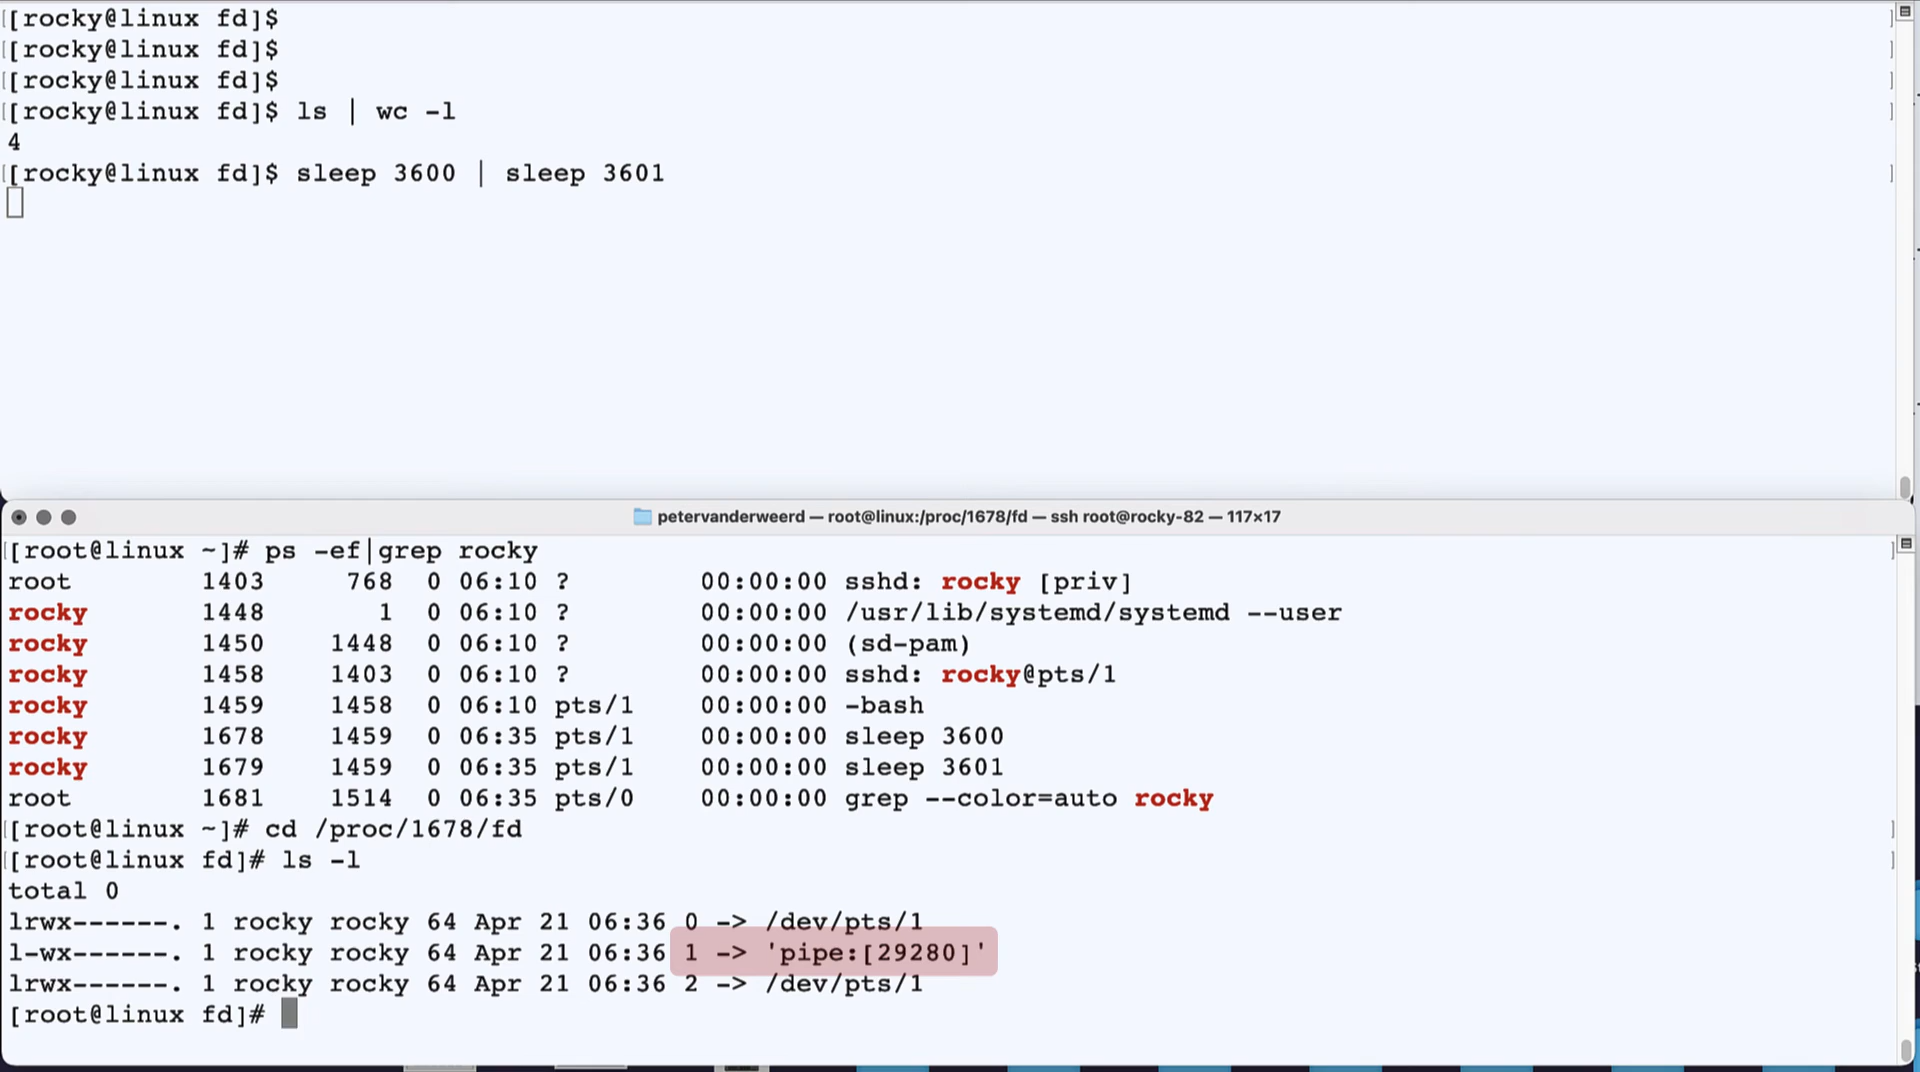 [rocky@linux fd]$
[rocky@linux fd]$
[rocky@linux fd]$
[rocky@linux fd]$ ls | wc -l
4
[rocky@linux fd]$ sleep 3600 | sleep 3601
petervanderweerd — root@linux:/proc/1678/fd — ssh root@rocky-82 — 117×17
[root@linux ~]# ps -ef|grep rocky
root 1403 768 0 06:10 ? 00:00:00 sshd: rocky [priv]
rocky 1448 1 0 06:10 ? 00:00:00 /usr/lib/systemd/systemd --user
rocky 1450 1448 0 06:10 ? 00:00:00 (sd-pam)
rocky 1458 1403 0 06:10 ? 00:00:00 sshd: rocky@pts/1
rocky 1459 1458 0 06:10 pts/1 00:00:00 -bash
rocky 1678 1459 0 06:35 pts/1 00:00:00 sleep 3600
rocky 1679 1459 0 06:35 pts/1 00:00:00 sleep 3601
root 1681 1514 0 06:35 pts/0 00:00:00 grep --color=auto rocky
[root@linux ~]# cd /proc/1678/fd
[root@linux fd]# ls -l
total 0
lrwx------. 1 rocky rocky 64 Apr 21 06:36 0 -> /dev/pts/1
l-wx------. 1 rocky rocky 64 Apr 21 06:36 1 -> 'pipe:[29280]'
lrwx------. 1 rocky rocky 64 Apr 21 06:36 2 -> /dev/pts/1
[root@linux fd]#